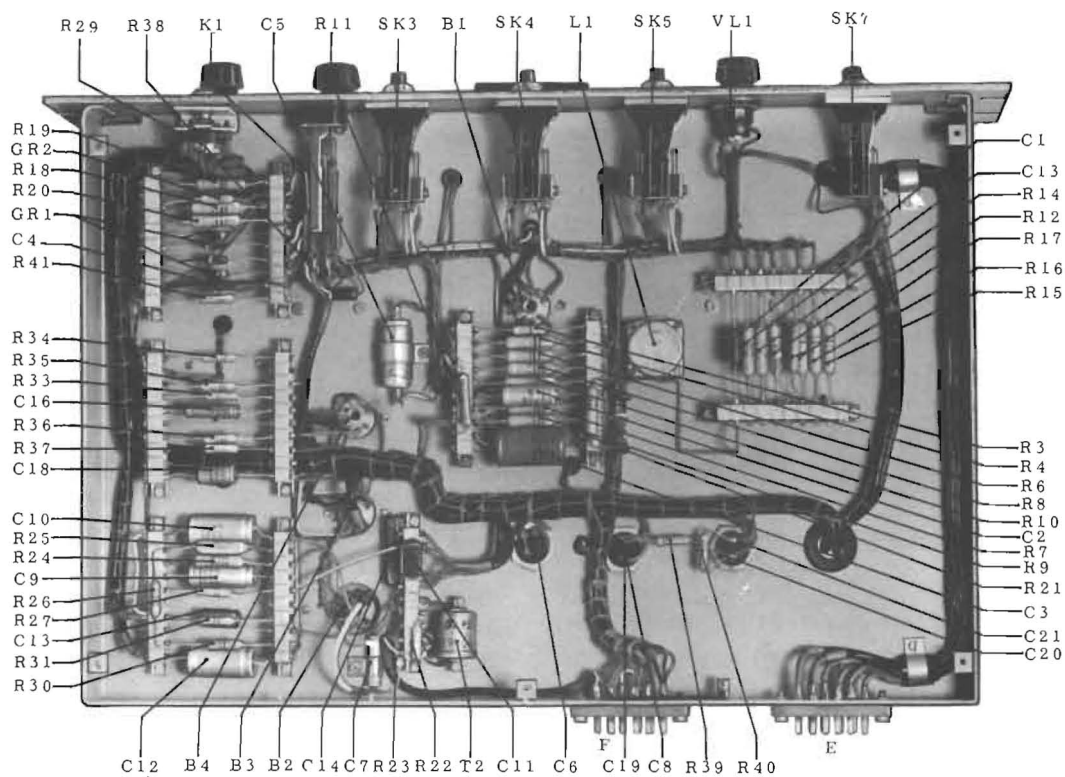 R29 R38 K1 C5 R11 SK3 B1 SK4 L1 SK5 VL1 SK7
R19
GR2
R18
R20
GR1
C4
R41
R34
R35
R33
C16
R36
R37
C18
C10
R25
R24
C9
R26
R27
C13
R31
R30
C1
C13
R14
R12
R17
R16
R15
R3
R4
R6
R8
R10
C2
R7
R9
R21
C3
C21
C20
F E
C12 B4 B3 B2 C14 C7 R23 R22 T2 C11 C6 C19 C8 R39 R40